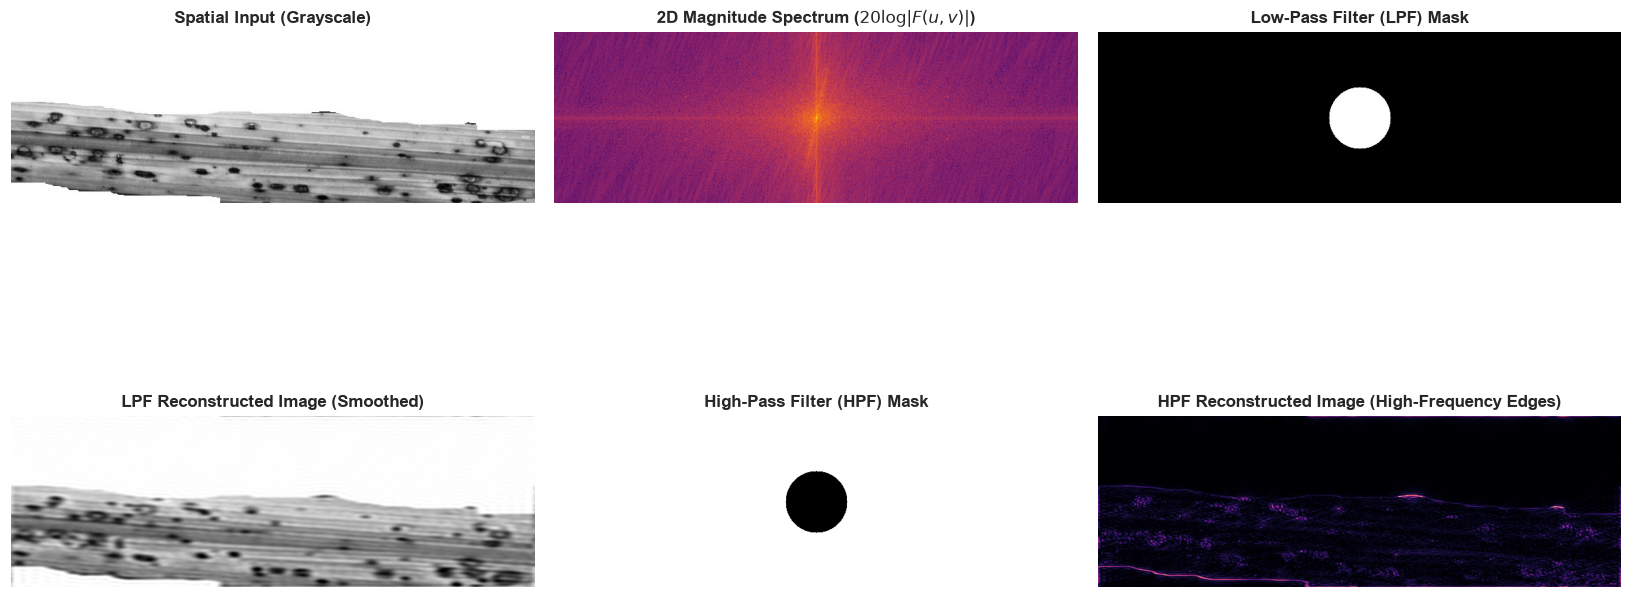 Spatial Input (Grayscale)
2D Magnitude Spectrum (20log|F(u, v)|)
Low-Pass Filter (LPF) Mask
LPF Reconstructed Image (Smoothed)
High-Pass Filter (HPF) Mask
HPF Reconstructed Image (High-Frequency Edges)